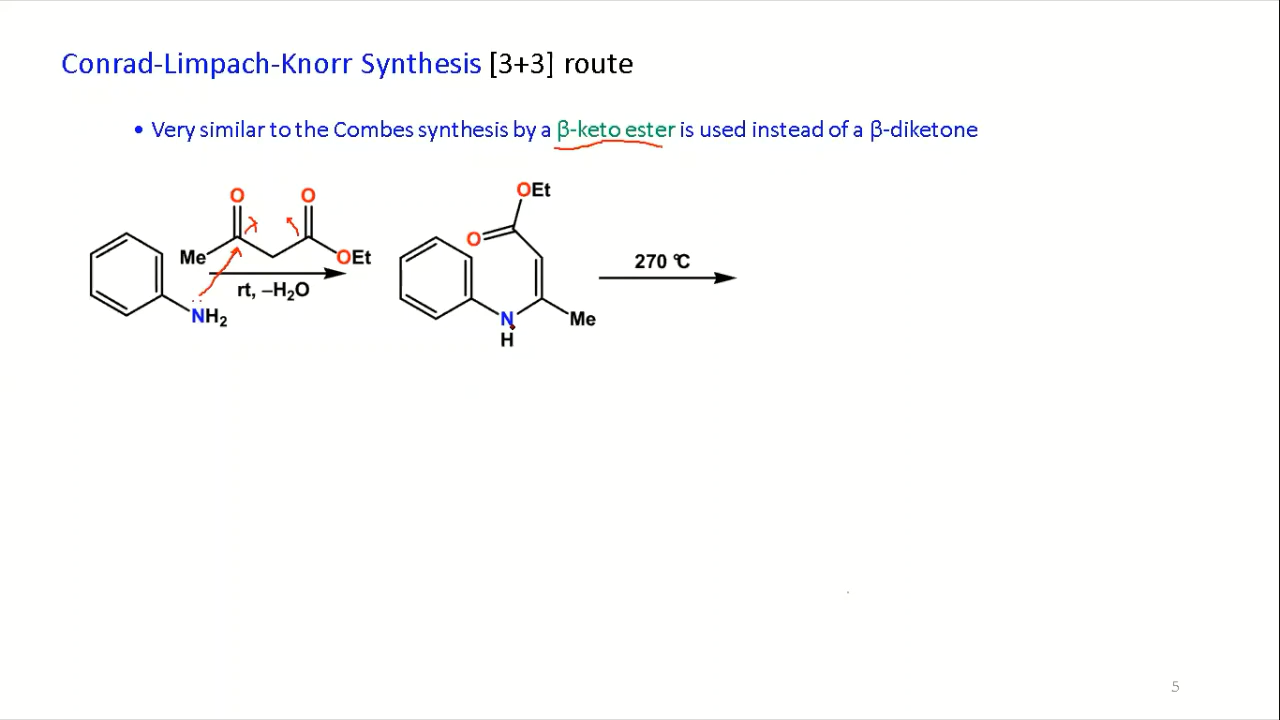 Conrad-Limpach-Knorr Synthesis [3+3] route
• Very similar to the Combes synthesis by a β-keto ester is used instead of a β-diketone
O O
Me OEt
rt, –H₂O
NH₂
OEt
O
N
H
Me
270 °C
5